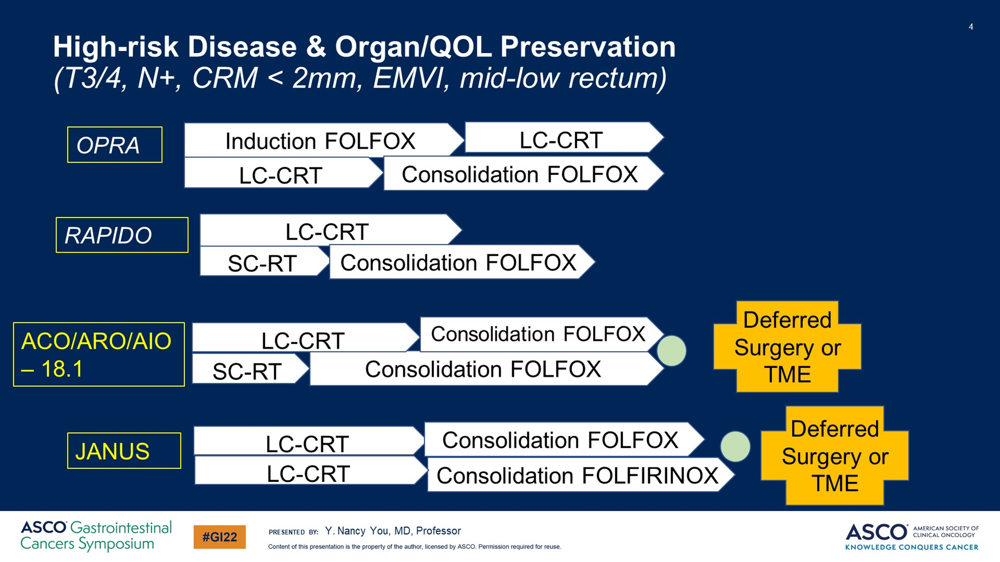 4
High-risk Disease & Organ/QOL Preservation
(T3/4, N+, CRM < 2mm, EMVI, mid-low rectum)
OPRA
Induction FOLFOX
LC-CRT
LC-CRT
Consolidation FOLFOX
RAPIDO
LC-CRT
SC-RT
Consolidation FOLFOX
ACO/ARO/AIO
– 18.1
LC-CRT
Consolidation FOLFOX
SC-RT
Consolidation FOLFOX
Deferred
Surgery or
TME
JANUS
LC-CRT
Consolidation FOLFOX
LC-CRT
Consolidation FOLFIRINOX
Deferred
Surgery or
TME
ASCO® Gastrointestinal
Cancers Symposium
#GI22
PRESENTED BY: Y. Nancy You, MD, Professor
Content of this presentation is the property of the author, licensed by ASCO. Permission required for reuse.
ASCO® AMERICAN SOCIETY OF
CLINICAL ONCOLOGY
KNOWLEDGE CONQUERS CANCER